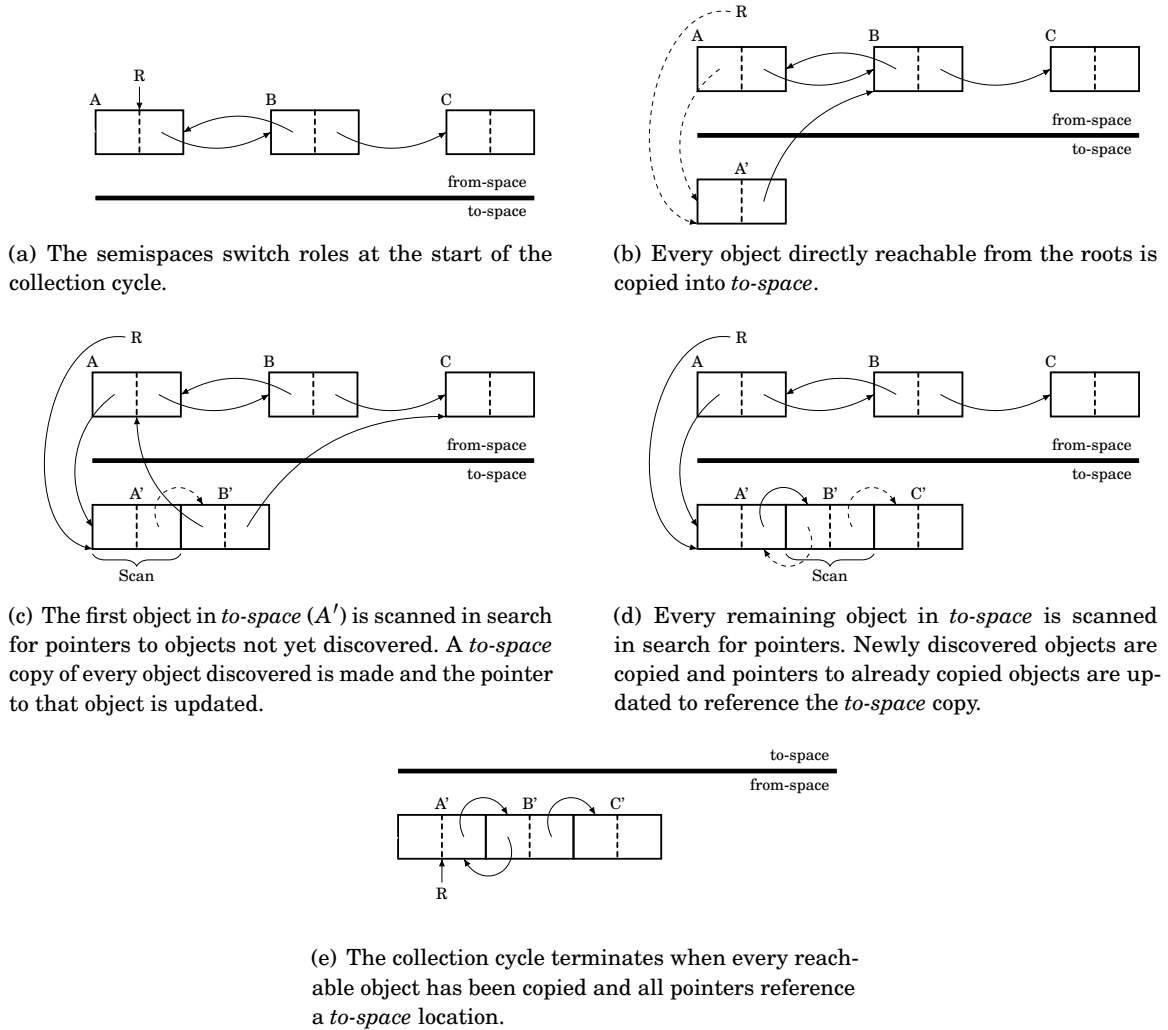 R
A
B
C
from-space
to-space
(a) The semispaces switch roles at the start of the
collection cycle.
R
A
B
C
from-space
to-space
A'
(b) Every object directly reachable from the roots is
copied into to-space.
R
A
B
C
from-space
to-space
A'
B'
Scan
(c) The first object in to-space (A′) is scanned in search
for pointers to objects not yet discovered. A to-space
copy of every object discovered is made and the pointer
to that object is updated.
R
A
B
C
from-space
to-space
A'
B'
C'
Scan
(d) Every remaining object in to-space is scanned
in search for pointers. Newly discovered objects are
copied and pointers to already copied objects are up-
dated to reference the to-space copy.
to-space
from-space
A'
B'
C'
R
(e) The collection cycle terminates when every reach-
able object has been copied and all pointers reference
a to-space location.